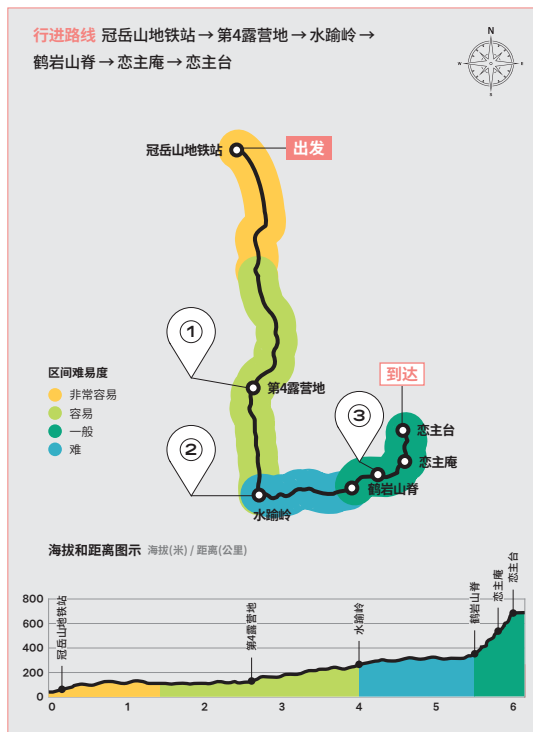 行进路线 冠岳山地铁站 → 第4露营地 → 水踰岭 →
鹤岩山脊 → 恋主庵 → 恋主台
N
W
E
S
冠岳山地铁站
出发
1
第4露营地
到达
3
恋主台
恋主庵
鹤岩山脊
2
水踰岭
区间难易度
非常容易
容易
一般
难
海拔和距离图示 海拔(米) / 距离(公里)
800
600
400
200
0
冠岳山地铁站
第4露营地
水踰岭
鹤岩山脊
恋主庵
恋主台
0 1 2 3 4 5 6